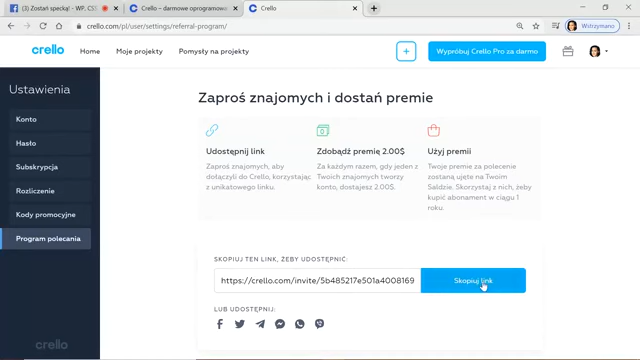 (3) Zostań specką! - WP, CS
Crello – darmowe oprogramowa
Crello
crello.com/pl/user/settings/referral-program/
Wstrzymano
crello
Home
Moje projekty
Pomysły na projekty
+
Wypróbuj Crello Pro za darmo
Ustawienia
Konto
Hasło
Subskrypcja
Rozliczenie
Kody promocyjne
Program polecania
crello
Zaproś znajomych i dostań premie
Udostępnij link
Zaproś znajomych, aby
dołączyli do Crello, korzystając
z unikatowego linku.
Zdobądź premię 2.00$
Za każdym razem, gdy jeden z
Twoich znajomych tworzy
konto, dostajesz 2.00$.
Użyj premii
Twoje premie za polecenie
zostaną ujęte na Twoim
Saldzie. Skorzystaj z nich, żeby
kupić abonament w ciągu 1
roku.
SKOPIUJ TEN LINK, ŻEBY UDOSTĘPNIĆ:
https://crello.com/invite/5b485217e501a4008169
Skopiuj link
LUB UDOSTĘPNIJ: